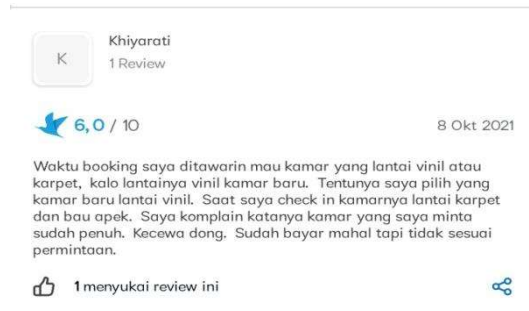 Khiyarati
K
1 Review
6,0 / 10
8 Okt 2021
Waktu booking saya ditawarin mau kamar yang lantai vinil atau
karpet, kalo lantainya vinil kamar baru. Tentunya saya pilih yang
kamar baru lantai vinil. Saat saya check in kamarnya lantai karpet
dan bau apek. Saya komplain katanya kamar yang saya minta
sudah penuh. Kecewa dong. Sudah bayar mahal tapi tidak sesuai
permintaan.
1 menyukai review ini